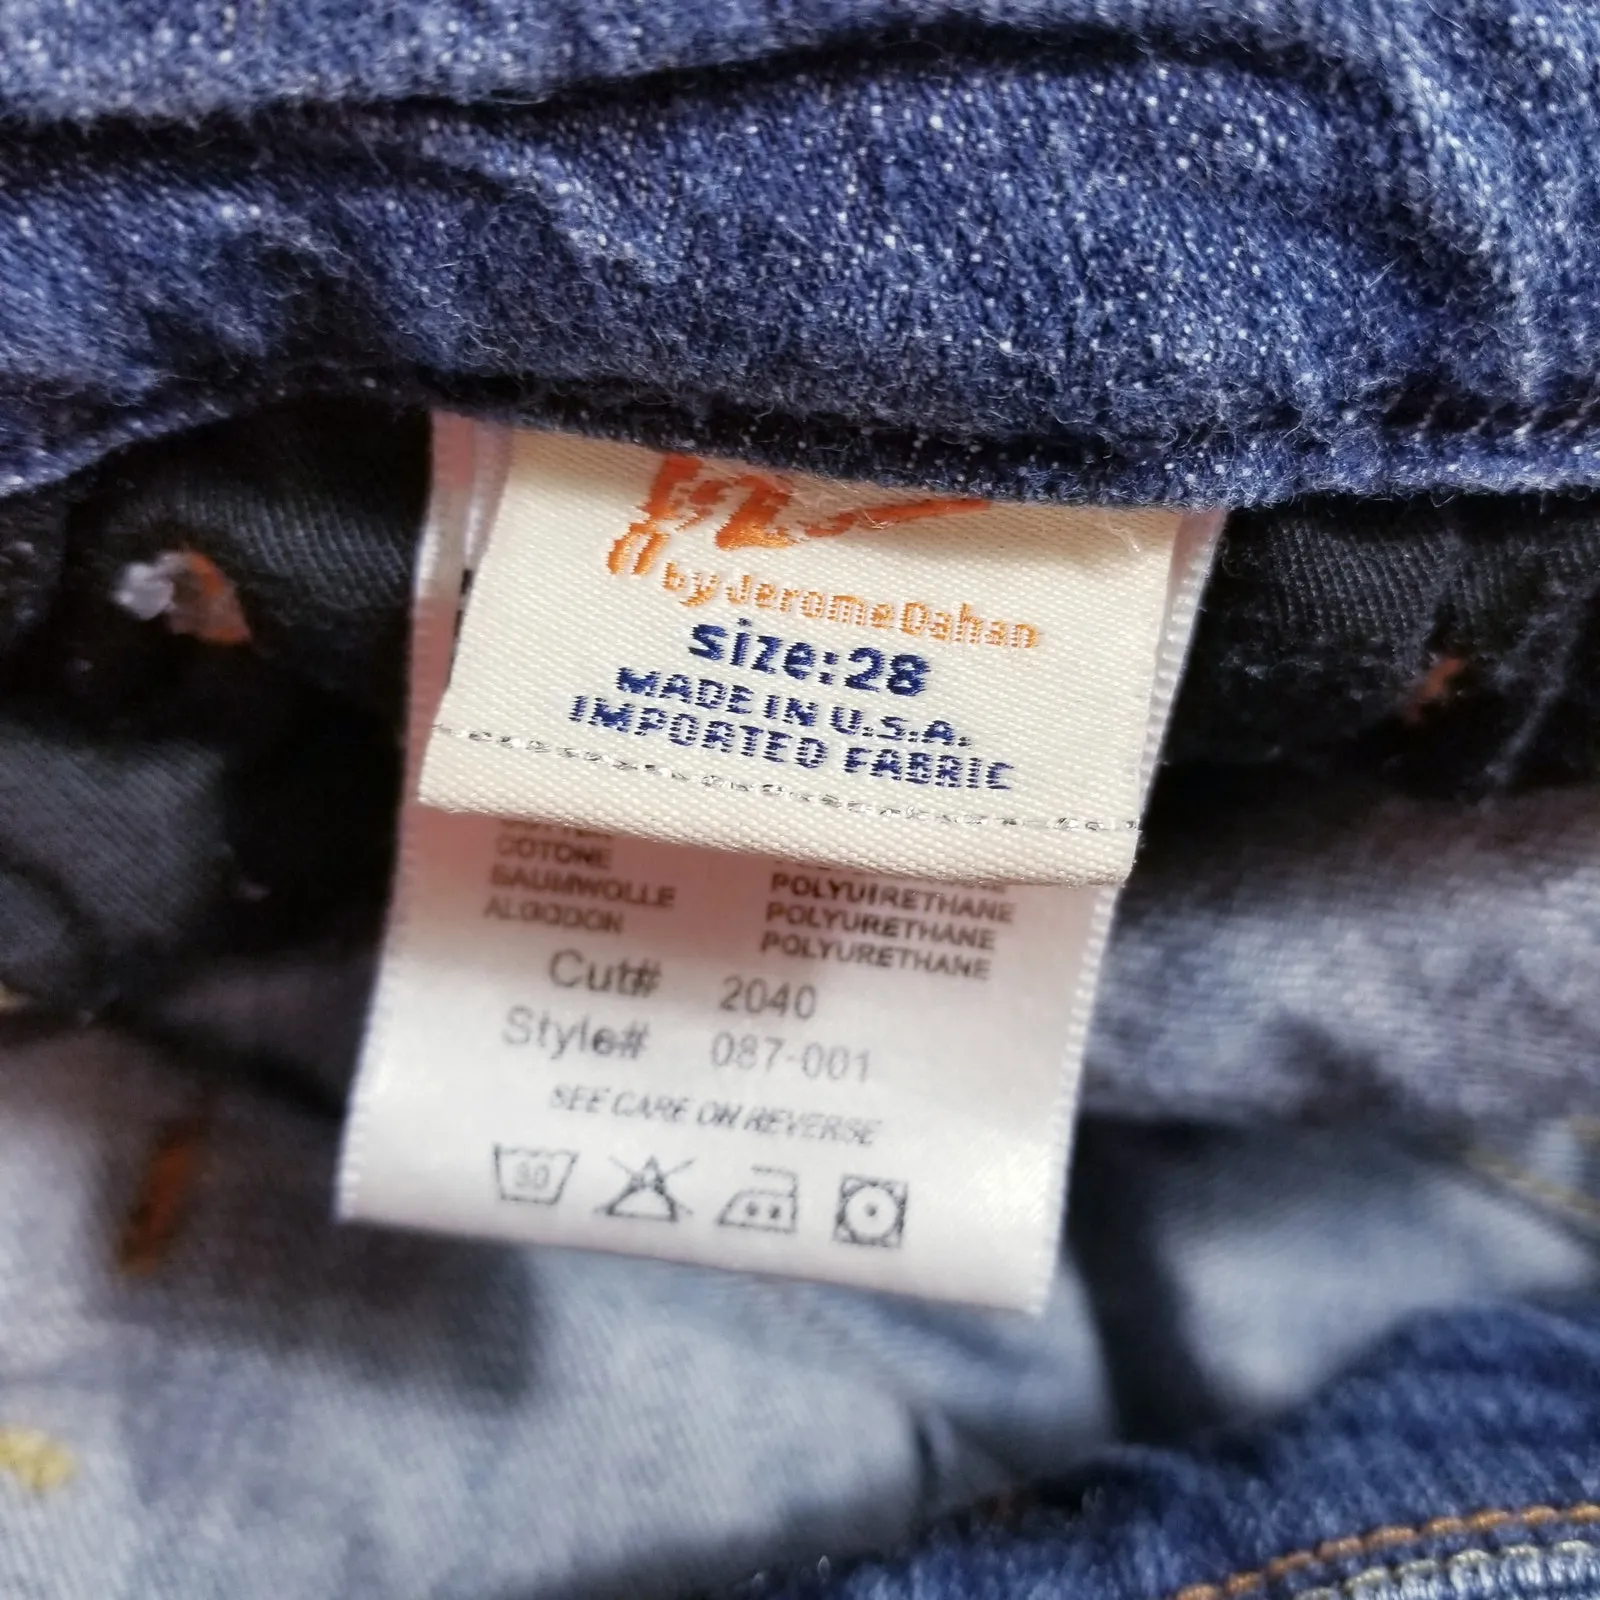 by Jerome Dahan
size:28
MADE IN U.S.A.
IMPORTED FABRIC
COTONE
BAUMWOLLE POLYUIRETHANE
ALGODON POLYURETHANE
POLYURETHANE
Cut# 2040
Style# 087-001
SEE CARE ON REVERSE
30